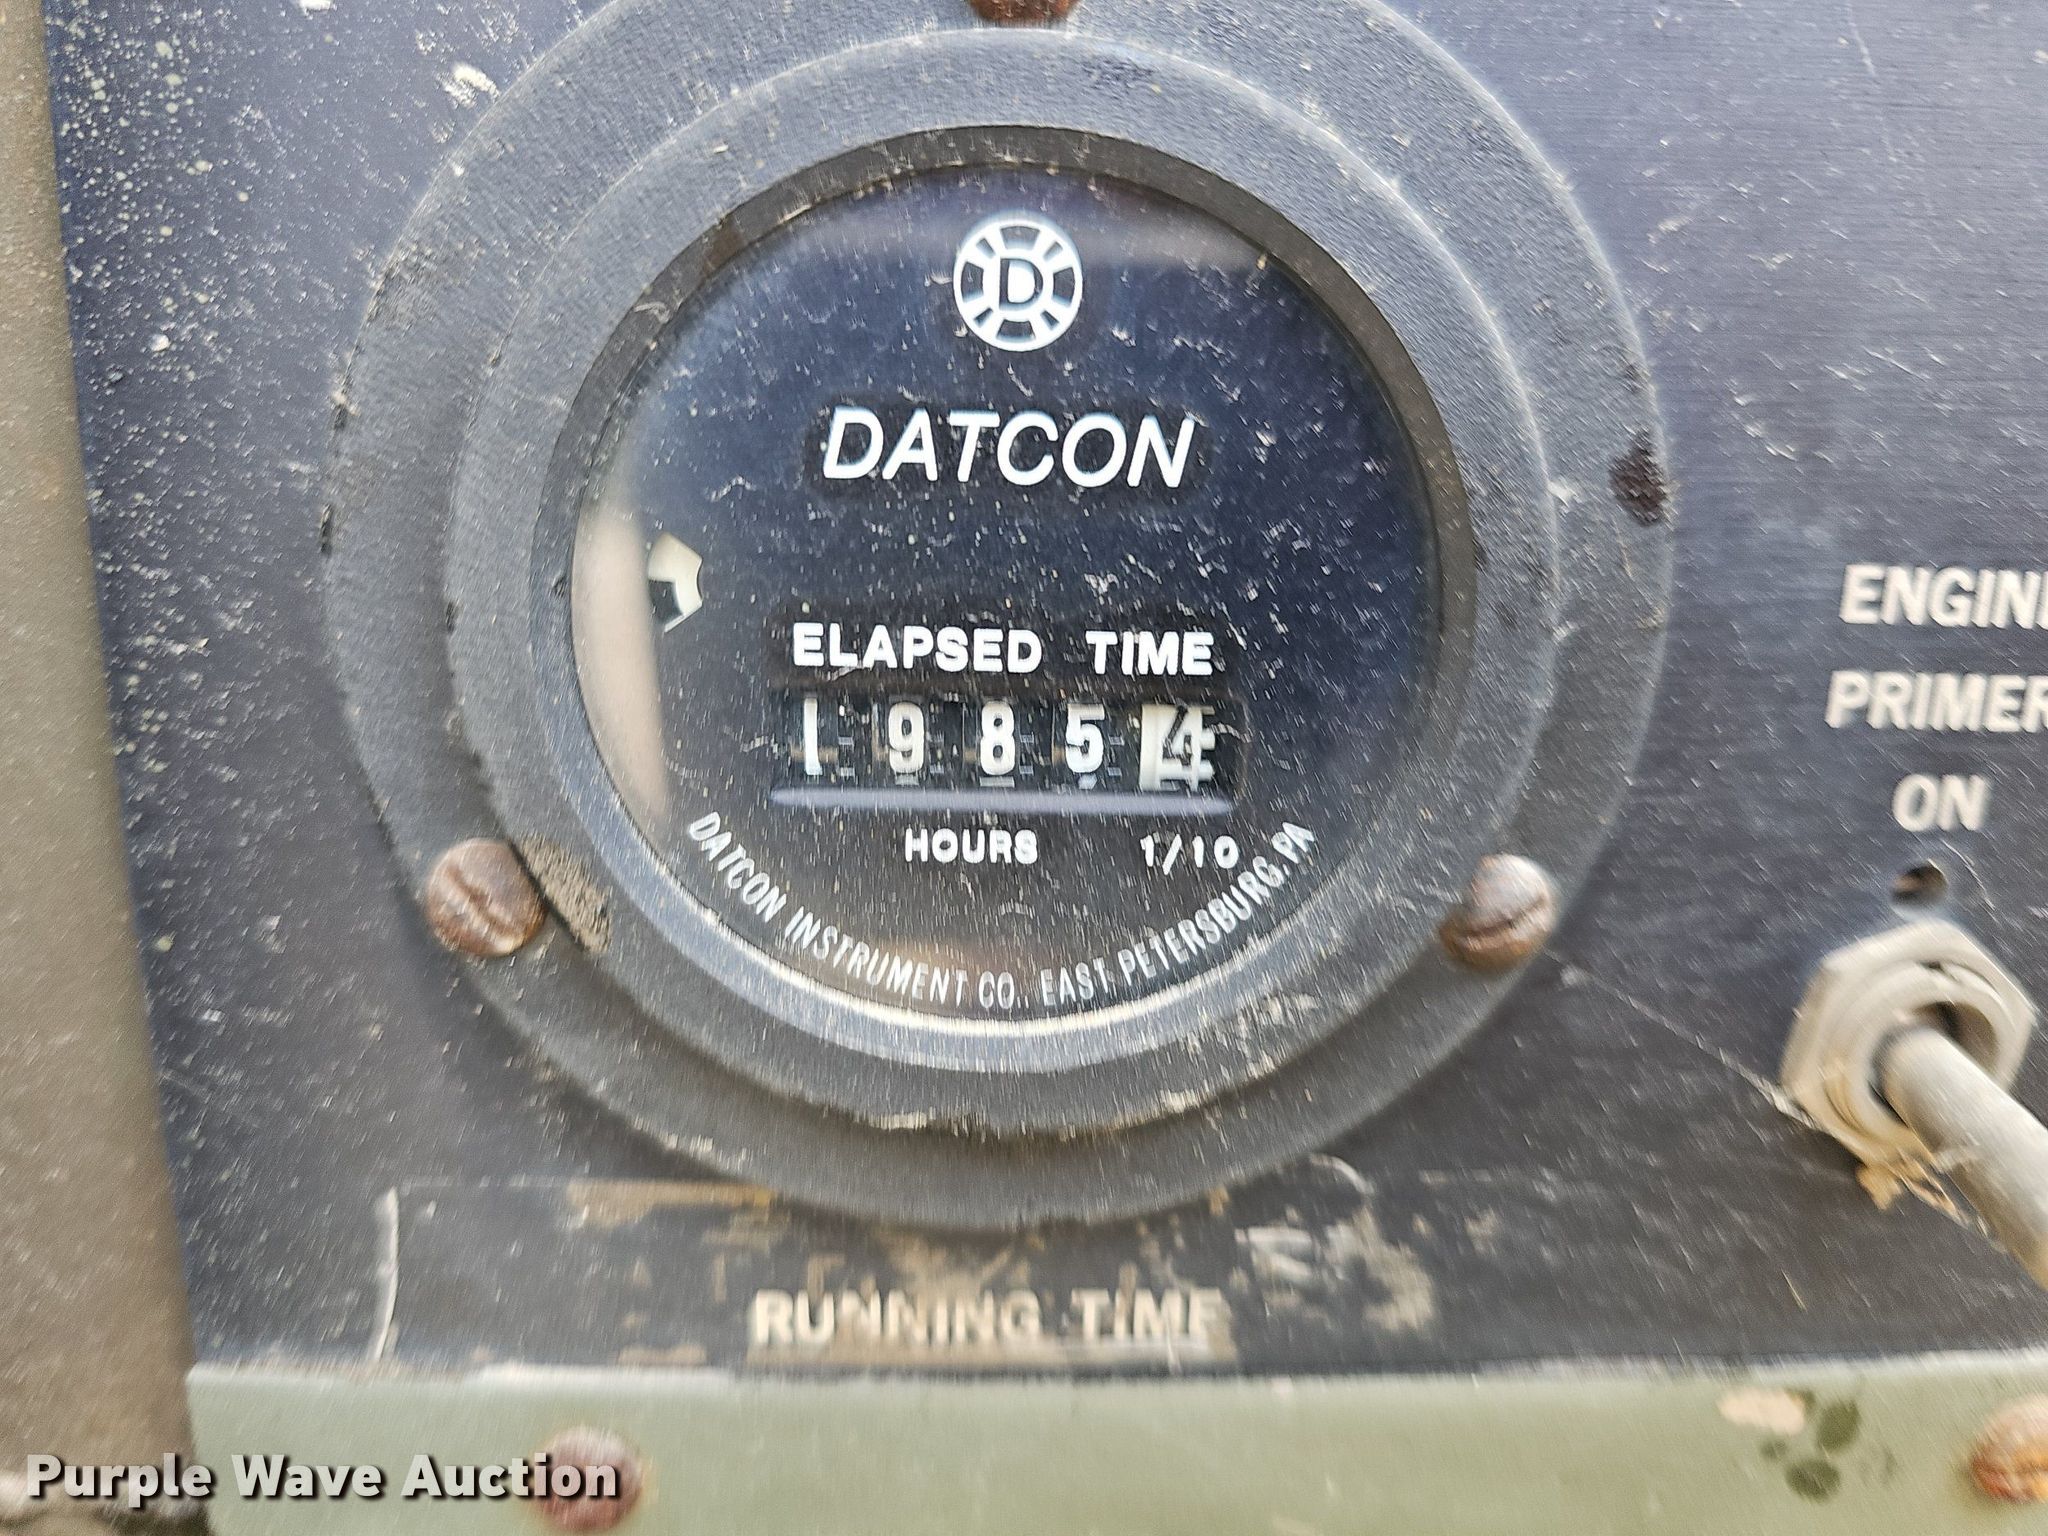 D
DATCON
ELAPSED TIME
19854
HOURS 1/10
DATCON INSTRUMENT CO. EAST PETERSBURG, PA
ENGINE
PRIMER
ON
RUNNING TIME
Purple Wave Auction